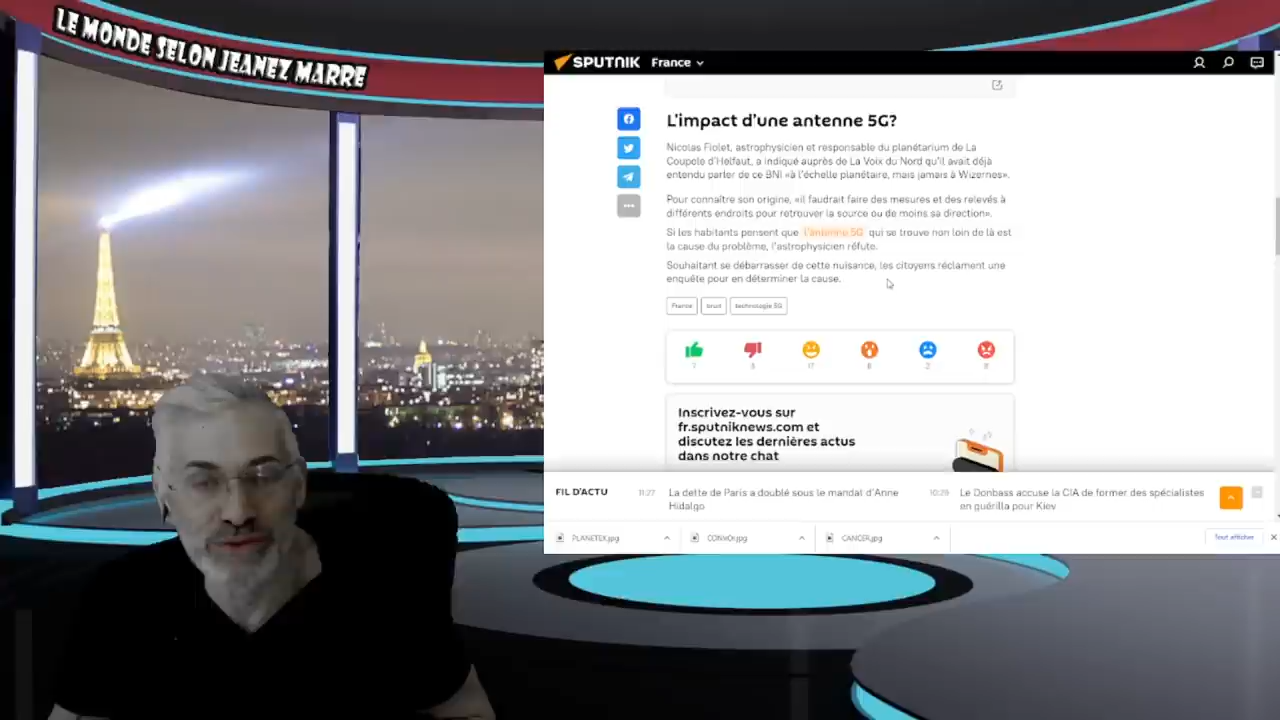 LE MONDE SELON JEANEZ MARRE
SPUTNIK France
L'impact d'une antenne 5G?
Nicolas Fiolet, astrophysicien et responsable du planétarium de La
Coupole d'Helfaut, a indiqué auprès de La Voix du Nord qu'il avait déjà
entendu parler de ce BNI «à l'échelle planétaire, mais jamais à Wizernes».
Pour connaître son origine, «il faudrait faire des mesures et des relevés à
différents endroits pour retrouver la source ou de moins sa direction».
Si les habitants pensent que l'antenne 5G qui se trouve non loin de là est
la cause du problème, l'astrophysicien réfute.
Souhaitant se débarrasser de cette nuisance, les citoyens réclament une
enquête pour en déterminer la cause.
France bruit technologie 5G
7 17 2
Inscrivez-vous sur
fr.sputniknews.com et
discutez les dernières actus
dans notre chat
FIL D'ACTU 11:27 La dette de Paris a doublé sous le mandat d'Anne
Hidalgo
Le Donbass accuse la CIA de former des spécialistes
en guérilla pour Kiev
PLANETEX.jpg CONVOI.jpg CANCER.jpg Tout afficher